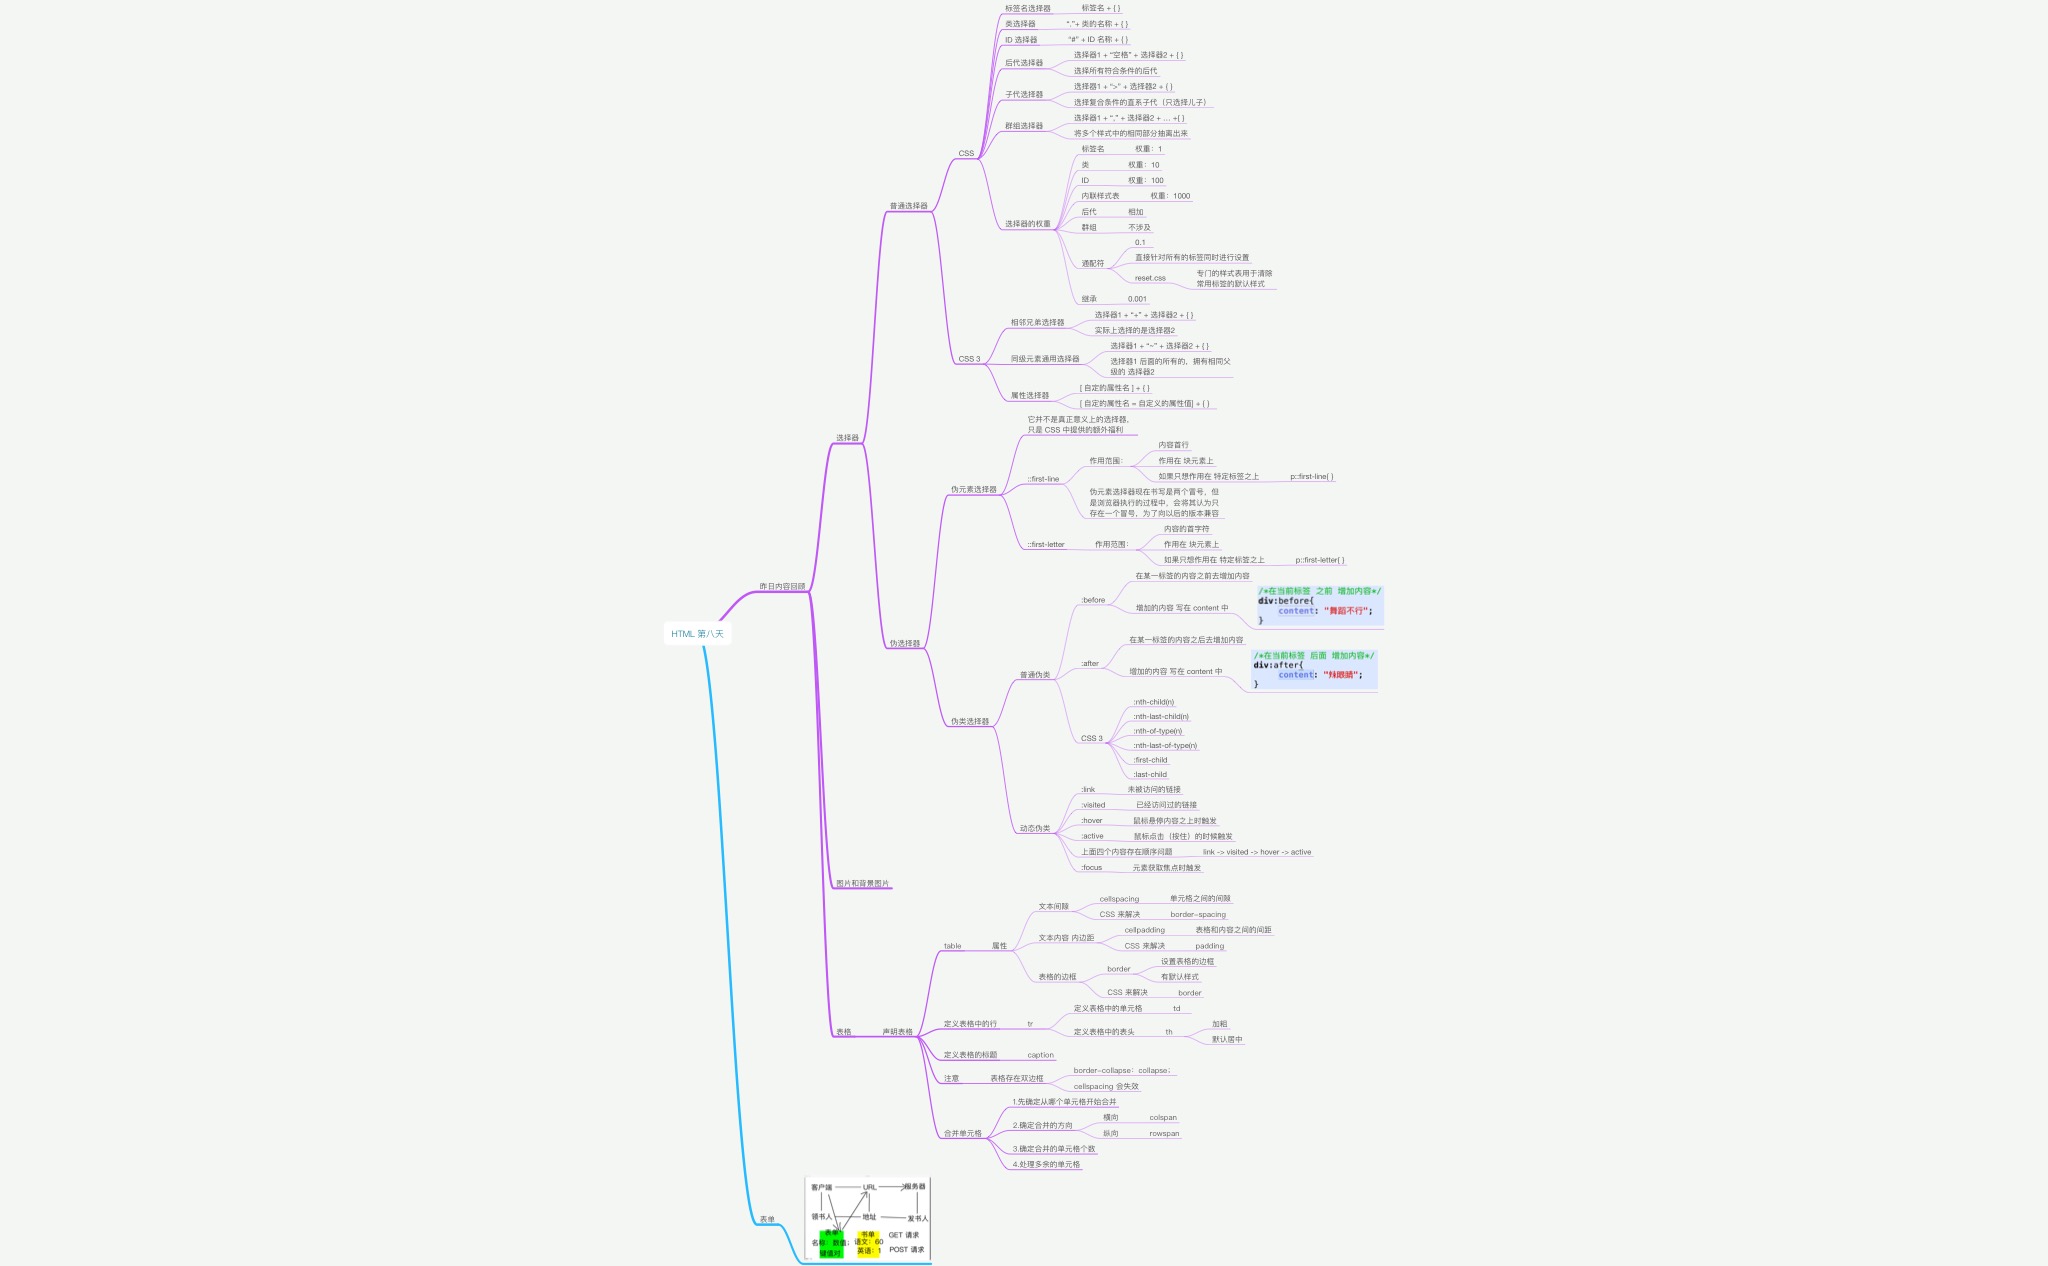 HTML 第八天
昨日内容回顾
选择器
普通选择器
CSS
标签名选择器
标签名 + { }
类选择器
“.”+ 类的名称 + { }
ID 选择器
“#” + ID 名称 + { }
后代选择器
选择器1 + “空格” + 选择器2 + { }
选择所有符合条件的后代
子代选择器
选择器1 + “>” + 选择器2 + { }
选择复合条件的直系子代（只选择儿子）
群组选择器
选择器1 + “,” + 选择器2 + ... +{ }
将多个样式中的相同部分抽离出来
选择器的权重
标签名
权重：1
类
权重：10
ID
权重：100
内联样式表
权重：1000
后代
相加
群组
不涉及
通配符
0.1
直接针对所有的标签同时进行设置
reset.css
专门的样式表用于清除
常用标签的默认样式
继承
0.001
CSS 3
相邻兄弟选择器
选择器1 + “+” + 选择器2 + { }
实际上选择的是选择器2
同级元素通用选择器
选择器1 + “~” + 选择器2 + { }
选择器1 后面的所有的，拥有相同父
级的 选择器2
属性选择器
[ 自定的属性名 ] + { }
[ 自定的属性名 = 自定义的属性值] + { }
伪选择器
伪元素选择器
它并不是真正意义上的选择器，
只是 CSS 中提供的额外福利
::first-line
作用范围：
内容首行
作用在 块元素上
如果只想作用在 特定标签之上
p::first-line{ }
伪元素选择器现在书写是两个冒号，但
是浏览器执行的过程中，会将其认为只
存在一个冒号，为了向以后的版本兼容
::first-letter
作用范围：
内容的首字符
作用在 块元素上
如果只想作用在 特定标签之上
p::first-letter{ }
伪类选择器
普通伪类
:before
在某一标签的内容之前去增加内容
增加的内容 写在 content 中
/*在当前标签 之前 增加内容*/
div:before{
content: "舞蹈不行";
}
:after
在某一标签的内容之后去增加内容
增加的内容 写在 content 中
/*在当前标签 后面 增加内容*/
div:after{
content: "辣眼睛";
}
CSS 3
:nth-child(n)
:nth-last-child(n)
:nth-of-type(n)
:nth-last-of-type(n)
:first-child
:last-child
动态伪类
:link
未被访问的链接
:visited
已经访问过的链接
:hover
鼠标悬停内容之上时触发
:active
鼠标点击（按住）的时候触发
上面四个内容存在顺序问题
link -> visited -> hover -> active
:focus
元素获取焦点时触发
图片和背景图片
表格
声明表格
table
属性
文本间隙
cellspacing
单元格之间的间隙
CSS 来解决
border-spacing
文本内容 内边距
cellpadding
表格和内容之间的间距
CSS 来解决
padding
表格的边框
border
设置表格的边框
有默认样式
CSS 来解决
border
定义表格中的行
tr
定义表格中的单元格
td
定义表格中的表头
th
加粗
默认居中
定义表格的标题
caption
注意
表格存在双边框
border-collapse：collapse；
cellspacing 会失效
合并单元格
1.先确定从哪个单元格开始合并
2.确定合并的方向
横向
colspan
纵向
rowspan
3.确定合并的单元格个数
4.处理多余的单元格
表单
客户端
URL
服务器
领书人
地址
发书人
表单：
名称：数值；
键值对
书单
语文：60
英语：1
GET 请求
POST 请求